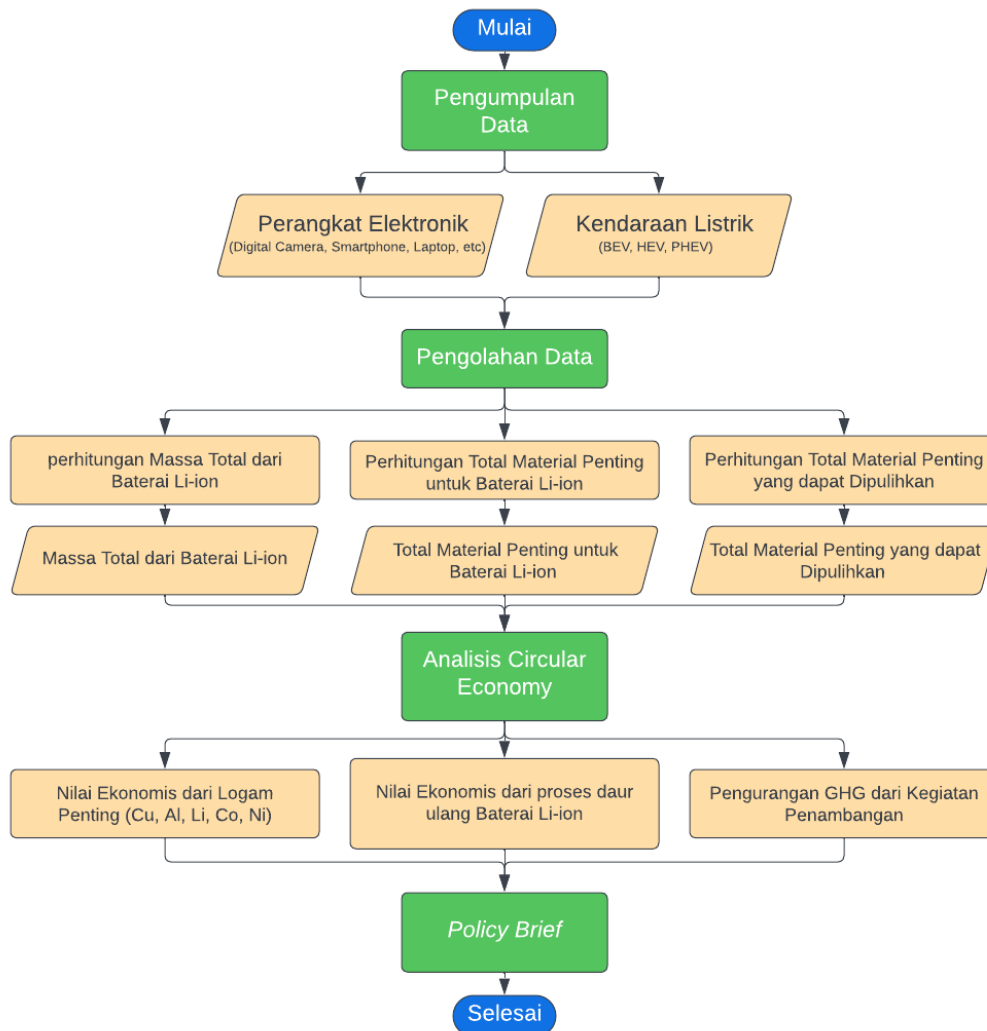 Mulai
Pengumpulan
Data
Perangkat Elektronik
(Digital Camera, Smartphone, Laptop, etc)
Kendaraan Listrik
(BEV, HEV, PHEV)
Pengolahan Data
perhitungan Massa Total dari
Baterai Li-ion
Perhitungan Total Material Penting
untuk Baterai Li-ion
Perhitungan Total Material Penting
yang dapat Dipulihkan
Massa Total dari Baterai Li-ion
Total Material Penting untuk
Baterai Li-ion
Total Material Penting yang dapat
Dipulihkan
Analisis Circular
Economy
Nilai Ekonomis dari Logam
Penting (Cu, Al, Li, Co, Ni)
Nilai Ekonomis dari proses daur
ulang Baterai Li-ion
Pengurangan GHG dari Kegiatan
Penambangan
Policy Brief
Selesai